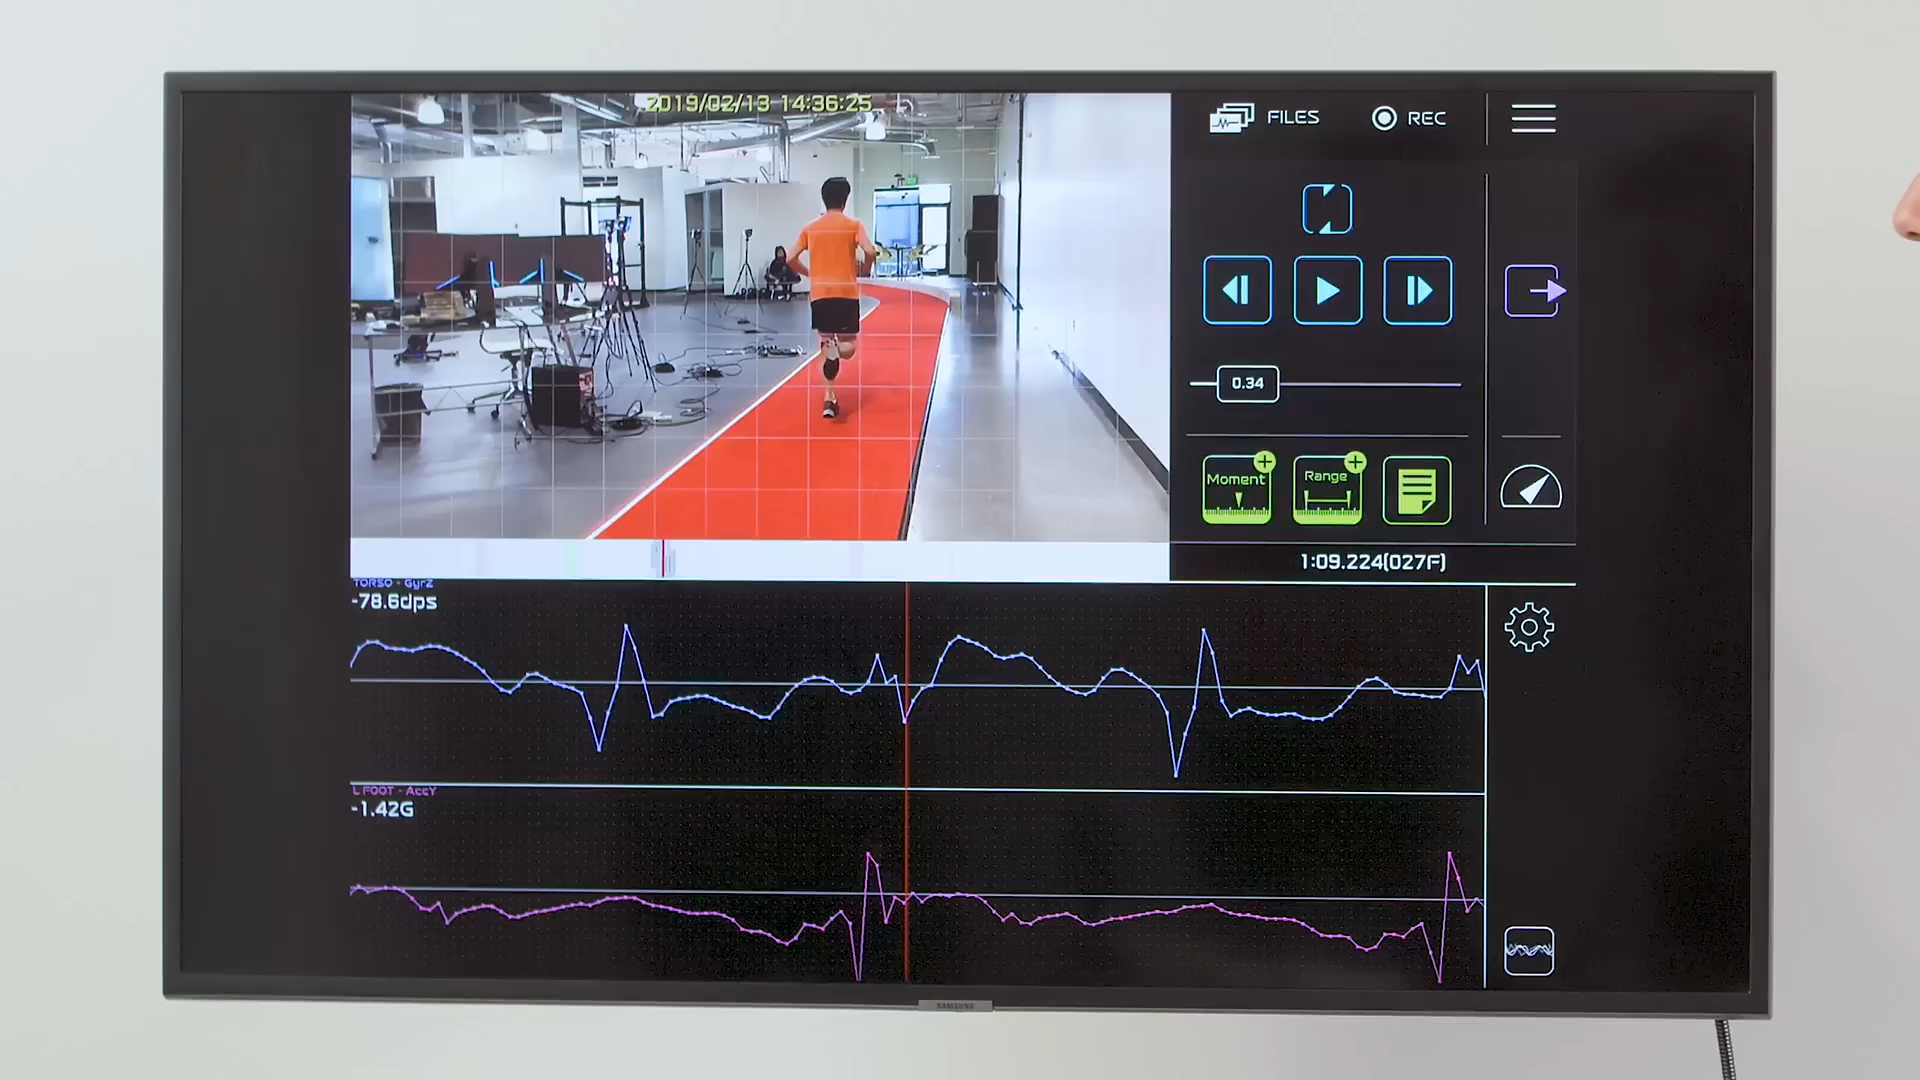 2019/02/13 14:36:25
FILES
REC
0.34
Moment
Range
1:09.224(027F)
TORSO - GyrZ
-78.6dps
L FOOT - AccY
-1.42G
SAMSUNG